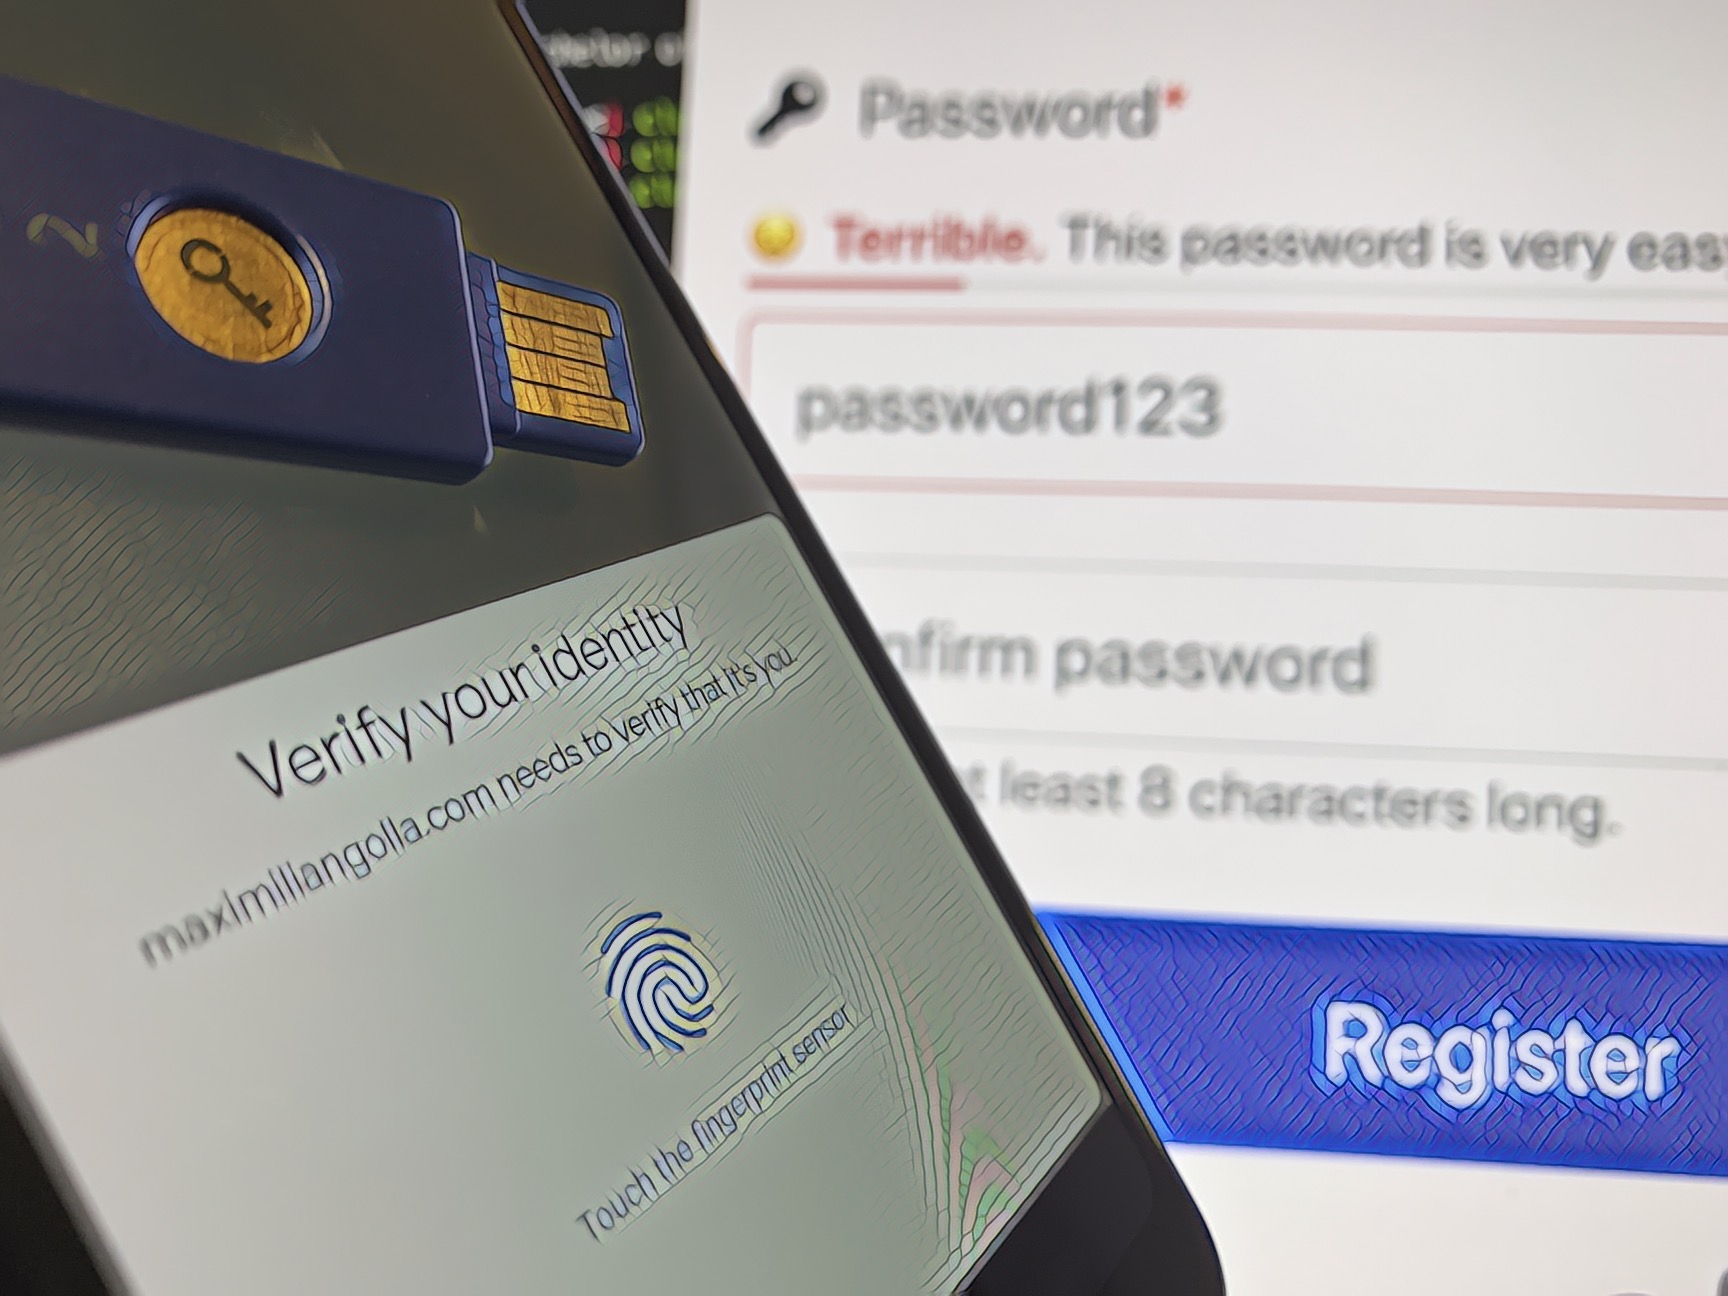 Password*
Terrible. This password is very eas
password123
nfirm password
t least 8 characters long.
Register
2
Verify your identity
maximiliangolla.com needs to verify that it's you.
Touch the fingerprint sensor